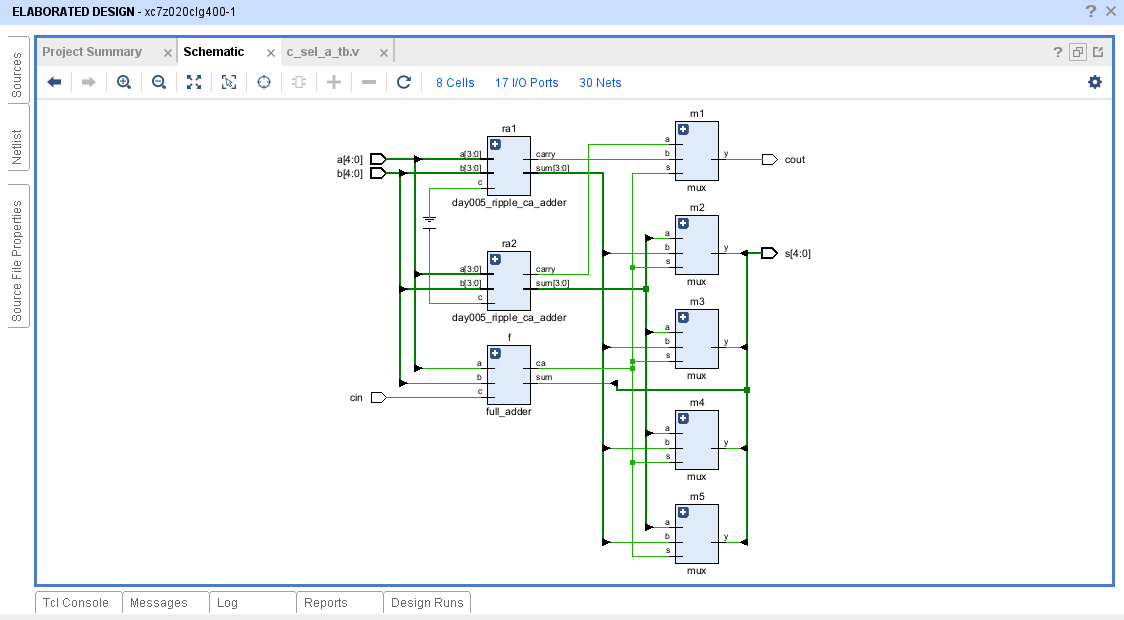 ELABORATED DESIGN - xc7z020clg400-1
Sources
Netlist
Source File Properties
Project Summary
Schematic
c_sel_a_tb.v
8 Cells
17 I/O Ports
30 Nets
a[4:0]
b[4:0]
cin
ra1
a[3:0]
b[3:0]
c
carry
sum[3:0]
day005_ripple_ca_adder
ra2
a[3:0]
b[3:0]
c
carry
sum[3:0]
day005_ripple_ca_adder
f
a
b
c
ca
sum
full_adder
m1
a
b
s
y
mux
cout
m2
a
b
s
y
mux
s[4:0]
m3
a
b
s
y
mux
m4
a
b
s
y
mux
m5
a
b
s
y
mux
Tcl Console
Messages
Log
Reports
Design Runs